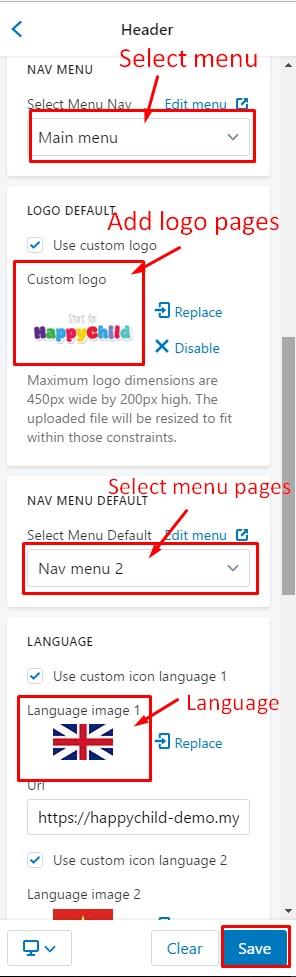 Header
NAV MENU
Select menu
Select Menu Nav Edit menu
Main menu
LOGO DEFAULT
Add logo pages
Use custom logo
Custom logo
Start for
HappyChild
Replace
Disable
Maximum logo dimensions are
450px wide by 200px high. The
uploaded file will be resized to fit
within those constraints.
NAV MENU DEFAULT
Select menu pages
Select Menu Default Edit menu
Nav menu 2
LANGUAGE
Use custom icon language 1
Language image 1
Language
Replace
Url
https://happychild-demo.my
Use custom icon language 2
Language image 2
Clear
Save